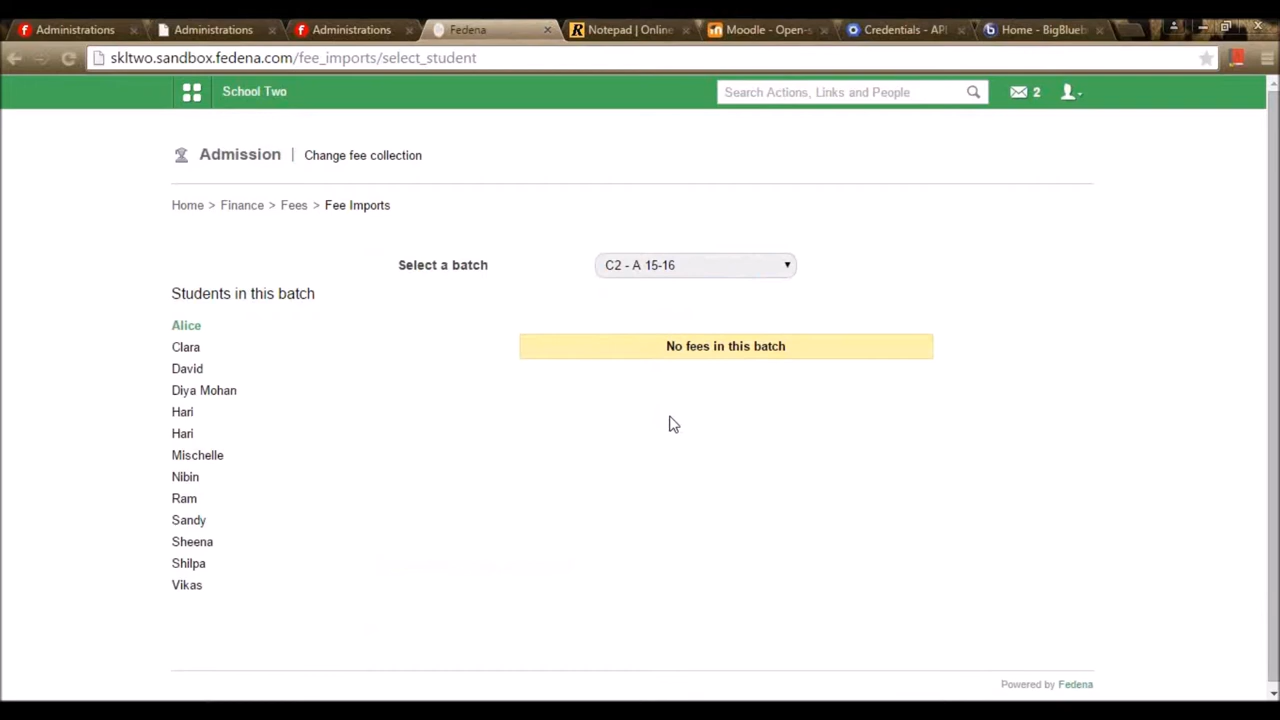 Administrations
Administrations
Administrations
Fedena
Notepad | Online
Moodle - Open-s
Credentials - API
Home - BigBlueb
skltwo.sandbox.fedena.com/fee_imports/select_student
School Two
Search Actions, Links and People
2
Admission | Change fee collection
Home > Finance > Fees > Fee Imports
Select a batch
C2 - A 15-16
Students in this batch
Alice
No fees in this batch
Clara
David
Diya Mohan
Hari
Hari
Mischelle
Nibin
Ram
Sandy
Sheena
Shilpa
Vikas
Powered by Fedena